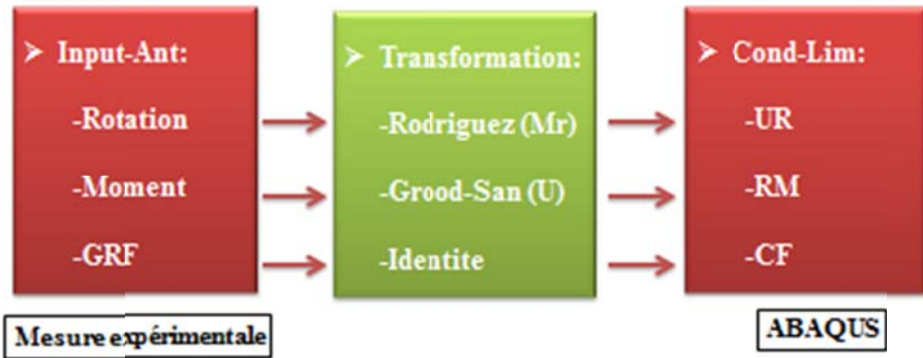 ➢ Input-Ant:
-Rotation
-Moment
-GRF
Mesure expérimentale
➢ Transformation:
-Rodriguez (Mr)
-Grood-San (U)
-Identite
➢ Cond-Lim:
-UR
-RM
-CF
ABAQUS